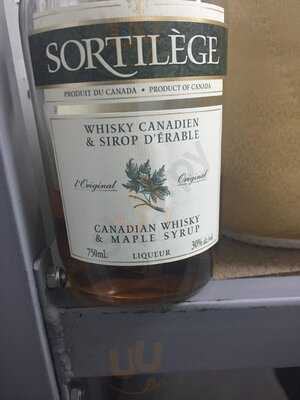 SORTILÈGE
PRODUIT DU CANADA • PRODUCT OF CANADA
WHISKY CANADIEN
& SIROP D'ÉRABLE
l'Original Original
CANADIAN WHISKY
& MAPLE SYRUP
750mL LIQUEUR 30% alc./vol.